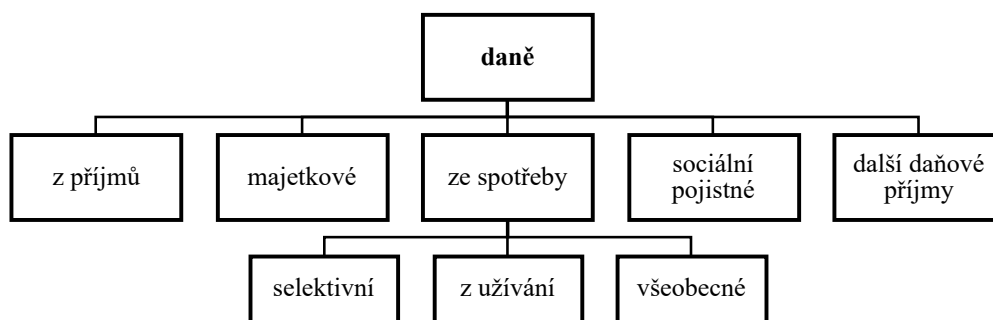 daně
z příjmů
majetkové
ze spotřeby
sociální
pojistné
další daňové
příjmy
selektivní
z užívání
všeobecné